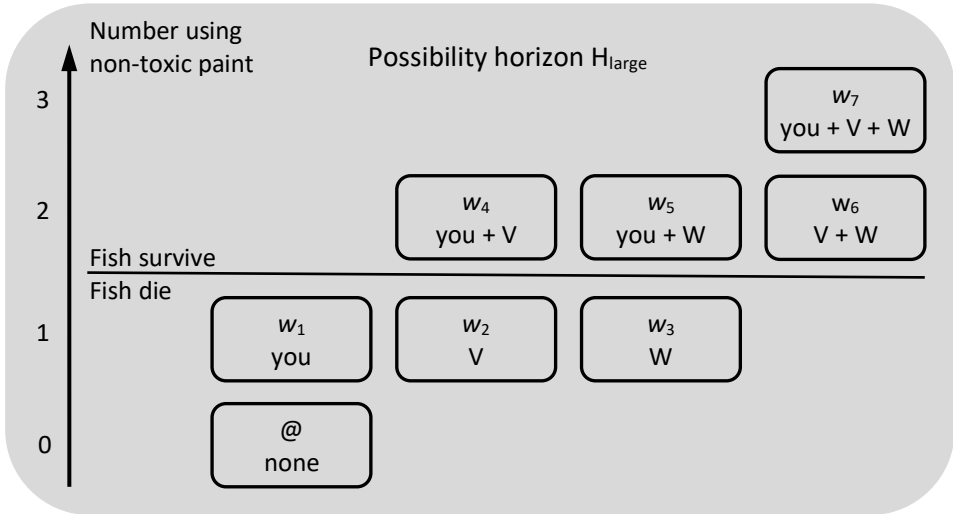 Number using
non-toxic paint
Possibility horizon H_large
3
w₇
you + V + W
2
w₄
you + V
w₅
you + W
w₆
V + W
Fish survive
Fish die
1
w₁
you
w₂
V
w₃
W
0
@
none